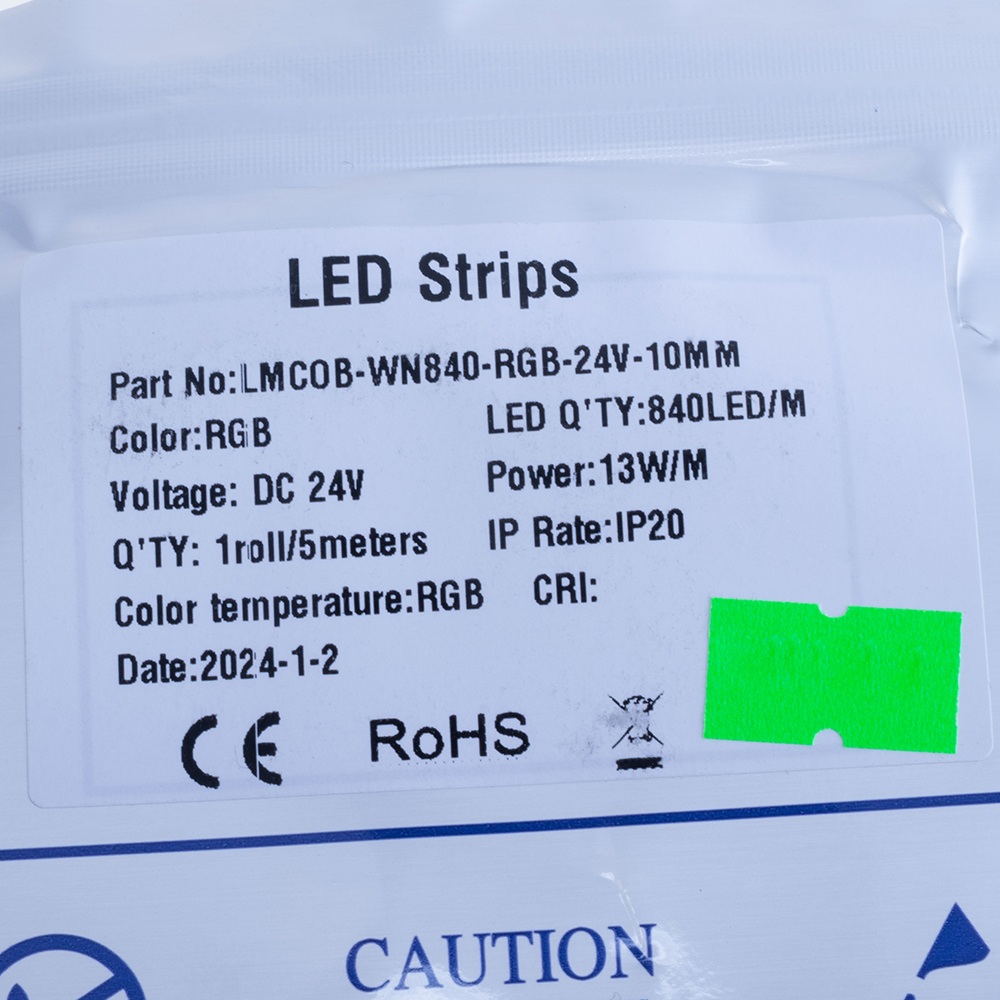 LED Strips
Part No:LMCOB-WN840-RGB-24V-10MM
Color:RGB LED Q'TY:840LED/M
Voltage: DC 24V Power:13W/M
Q'TY: 1roll/5meters IP Rate:IP20
Color temperature:RGB CRI:
Date:2024-1-2
CE RoHS
CAUTION